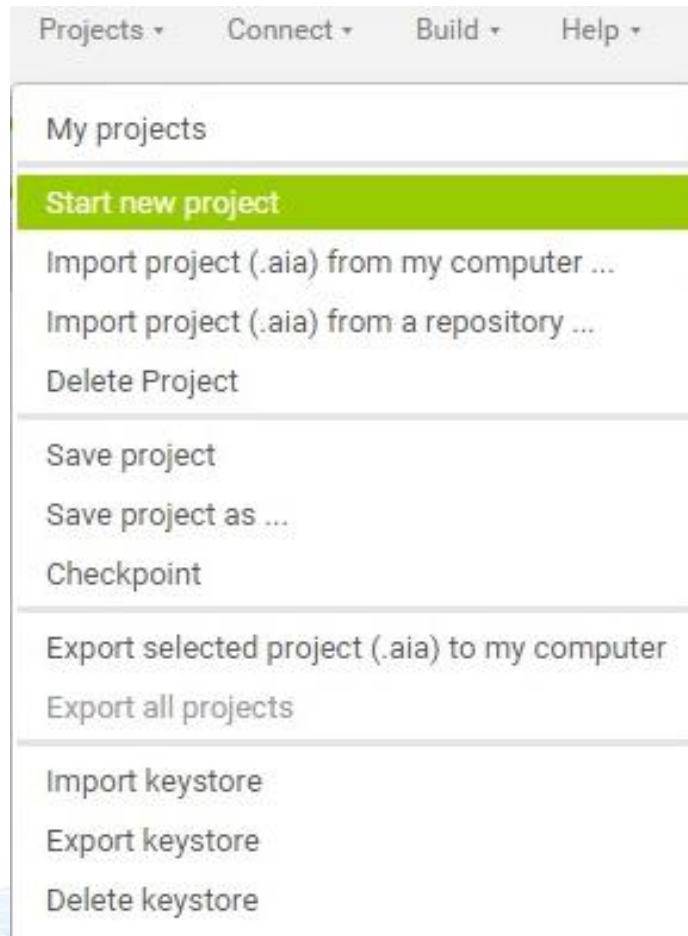 Projects Connect Build Help
My projects
Start new project
Import project (.aia) from my computer ...
Import project (.aia) from a repository ...
Delete Project
Save project
Save project as ...
Checkpoint
Export selected project (.aia) to my computer
Export all projects
Import keystore
Export keystore
Delete keystore